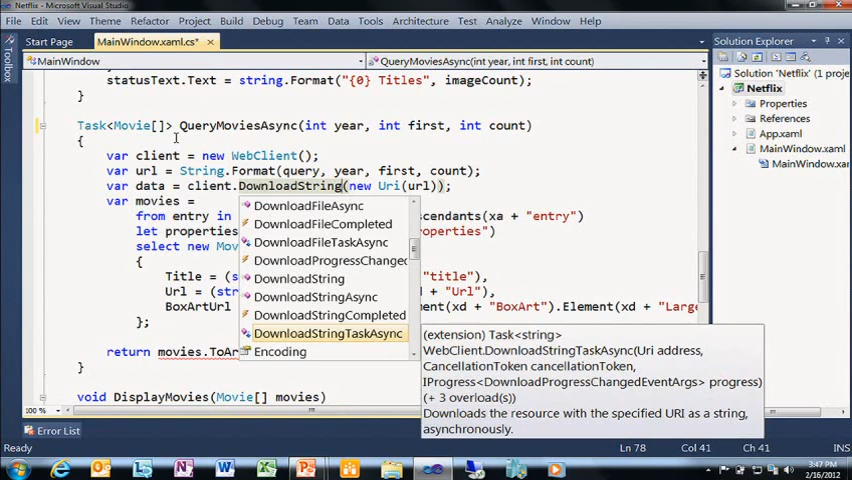 Netflix - Microsoft Visual Studio
File Edit View Team Refactor Project Build Debug Team Tools Architecture Test Analyze Window Help
Toolbox
Start Page MainWindow.xaml.cs*
MainWindow QueryMoviesAsync(int year, int first, int count)
statusText.Text = string.Format("{0} Titles", imageCount);
}
Task<Movie[]> QueryMoviesAsync(int year, int first, int count)
{
var client = new WebClient();
var url = String.Format(query, year, first, count);
var data = client.DownloadString(new Uri(url));
var movies =
from entry in scendants(xa + "entry")
let properties operties")
select new Mov
{
Title = (s "title"),
Url = (str + "Url"),
BoxArtUrl ement(xd + "BoxArt").Element(xd + "Large
};
return movies.ToAr
}
void DisplayMovies(Movie[] movies)
DownloadFileAsync
DownloadFileCompleted
DownloadFileTaskAsync
DownloadProgressChanged
DownloadString
DownloadStringAsync
DownloadStringCompleted
DownloadStringTaskAsync
Encoding
(extension) Task<string>
WebClient.DownloadStringTaskAsync(Uri address,
CancellationToken cancellationToken,
IProgress<DownloadProgressChangedEventArgs> progress)
(+ 3 overload(s))
Downloads the resource with the specified URI as a string,
asynchronously.
Solution Explorer
Solution 'Netflix' (1 proje
Netflix
Properties
References
App.xaml
MainWindow.xaml
MainWindow.xaml.cs
100 %
Error List
Ready Ln 78 Col 41 Ch 41 INS
3:47 PM
2/16/2012